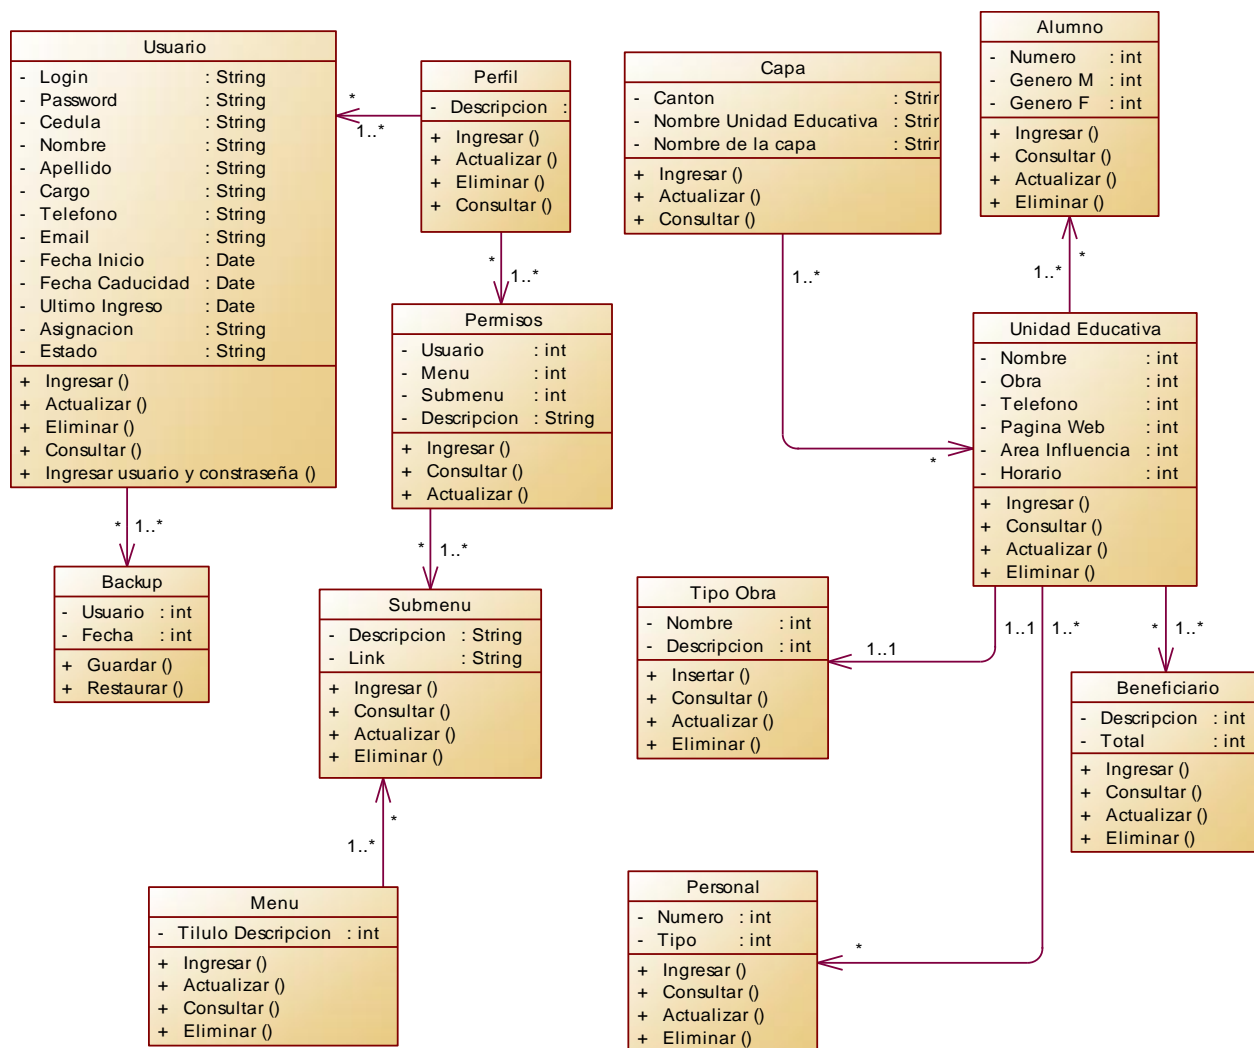 Usuario
- Login : String
- Password : String
- Cedula : String
- Nombre : String
- Apellido : String
- Cargo : String
- Telefono : String
- Email : String
- Fecha Inicio : Date
- Fecha Caducidad : Date
- Ultimo Ingreso : Date
- Asignacion : String
- Estado : String
+ Ingresar ()
+ Actualizar ()
+ Eliminar ()
+ Consultar ()
+ Ingresar usuario y constraseña ()
*
1..*
Perfil
- Descripcion :
+ Ingresar ()
+ Actualizar ()
+ Eliminar ()
+ Consultar ()
* 1..*
Permisos
- Usuario : int
- Menu : int
- Submenu : int
- Descripcion : String
+ Ingresar ()
+ Consultar ()
+ Actualizar ()
* 1..*
Submenu
- Descripcion : String
- Link : String
+ Ingresar ()
+ Consultar ()
+ Actualizar ()
+ Eliminar ()
*
1..*
Menu
- Tilulo Descripcion : int
+ Ingresar ()
+ Actualizar ()
+ Consultar ()
+ Eliminar ()
* 1..*
Backup
- Usuario : int
- Fecha : int
+ Guardar ()
+ Restaurar ()
Capa
- Canton : Strin
- Nombre Unidad Educativa : Strin
- Nombre de la capa : Strin
+ Ingresar ()
+ Actualizar ()
+ Consultar ()
1..*
*
Alumno
- Numero : int
- Genero M : int
- Genero F : int
+ Ingresar ()
+ Consultar ()
+ Actualizar ()
+ Eliminar ()
1..* *
Unidad Educativa
- Nombre : int
- Obra : int
- Telefono : int
- Pagina Web : int
- Area Influencia : int
- Horario : int
+ Ingresar ()
+ Consultar ()
+ Actualizar ()
+ Eliminar ()
1..1
1..1
Tipo Obra
- Nombre : int
- Descripcion : int
+ Insertar ()
+ Consultar ()
+ Actualizar ()
+ Eliminar ()
1..*
*
Personal
- Numero : int
- Tipo : int
+ Ingresar ()
+ Consultar ()
+ Actualizar ()
+ Eliminar ()
* 1..*
Beneficiario
- Descripcion : int
- Total : int
+ Ingresar ()
+ Consultar ()
+ Actualizar ()
+ Eliminar ()